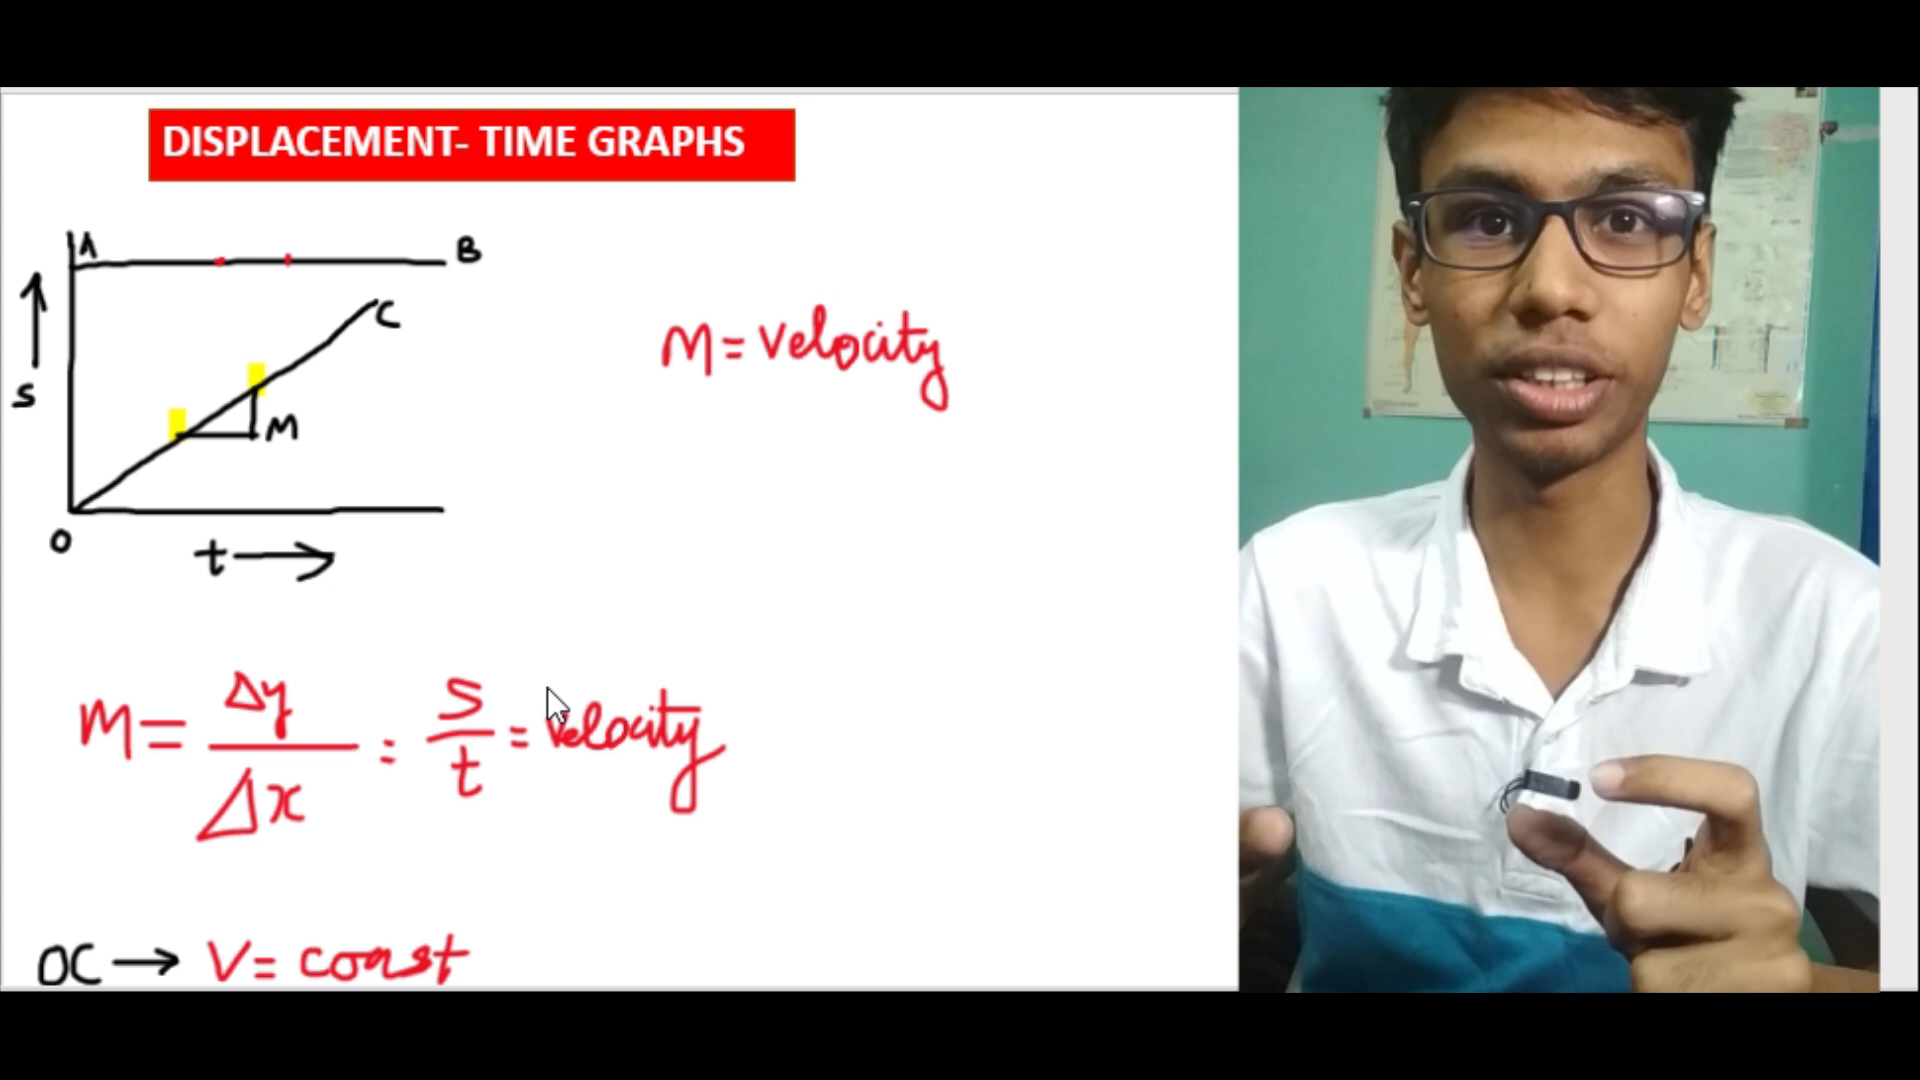 DISPLACEMENT- TIME GRAPHS
A
B
C
S
M
O
t
M = velocity
M = Δy/Δx = s/t = velocity
OC → V = const